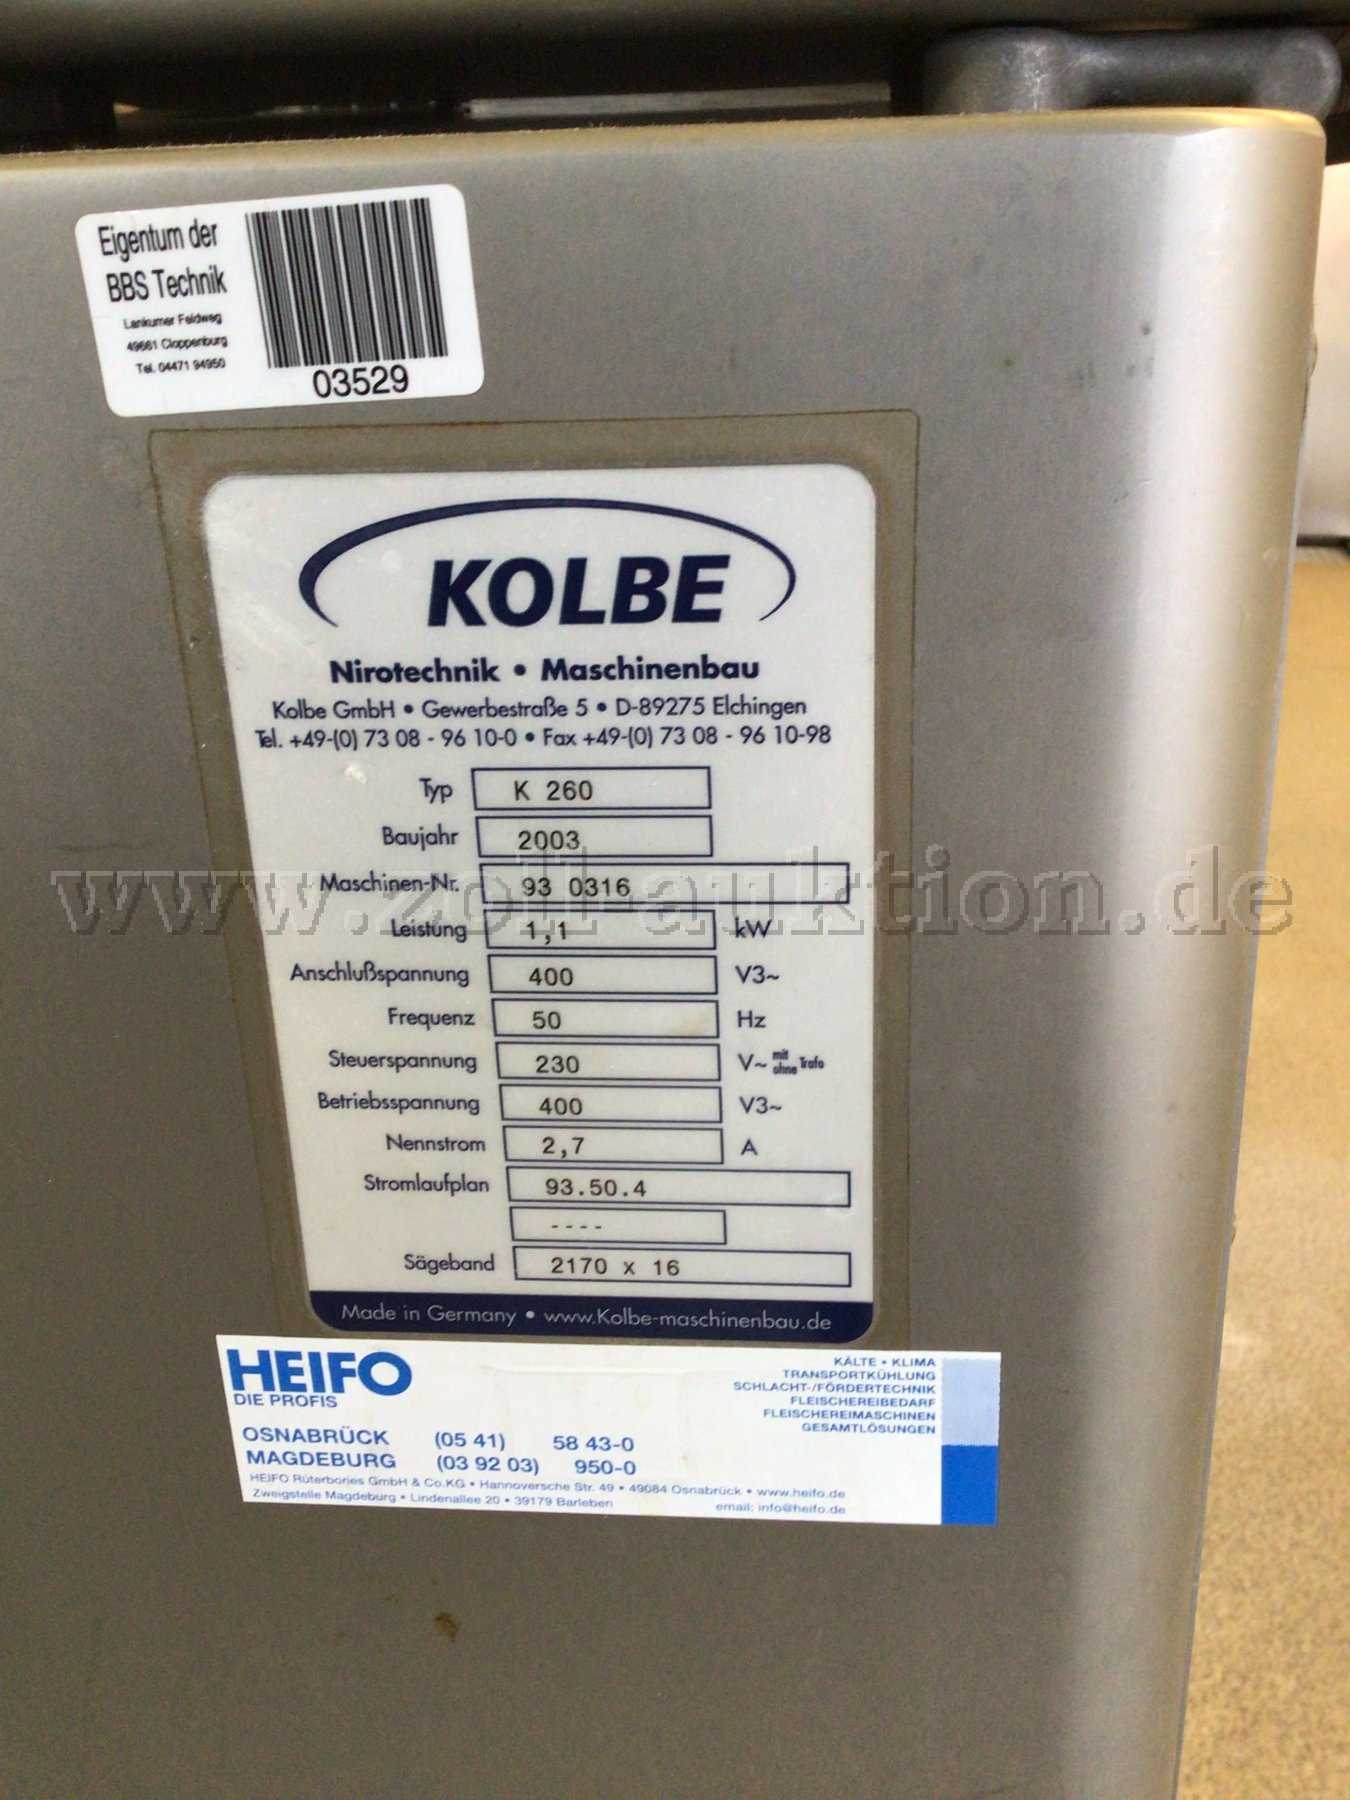 Eigentum der
BBS Technik
Lankumer Feldweg
49661 Cloppenburg
Tel. 04471 94950
03529
KOLBE
Nirotechnik • Maschinenbau
Kolbe GmbH • Gewerbestraße 5 • D-89275 Elchingen
Tel. +49-(0) 73 08 - 96 10-0 • Fax +49-(0) 73 08 - 96 10-98
Typ K 260
Baujahr 2003
Maschinen-Nr. 93 0316
www.zoll-auktion.de
Leistung 1,1 kW
Anschlußspannung 400 V3~
Frequenz 50 Hz
Steuerspannung 230 V~ mit ohne Trafo
Betriebsspannung 400 V3~
Nennstrom 2,7 A
Stromlaufplan 93.50.4
----
Sägeband 2170 x 16
Made in Germany • www.Kolbe-maschinenbau.de
HEIFO
DIE PROFIS
KÄLTE • KLIMA
TRANSPORTKÜHLUNG
SCHLACHT-/FÖRDERTECHNIK
FLEISCHEREIBEDARF
FLEISCHEREIMASCHINEN
GESAMTLÖSUNGEN
OSNABRÜCK (05 41) 58 43-0
MAGDEBURG (03 92 03) 950-0
HEIFO Rüterbories GmbH & Co.KG • Hannoversche Str. 49 • 49084 Osnabrück • www.heifo.de
Zweigstelle Magdeburg • Lindenallee 20 • 39179 Barleben email: info@heifo.de